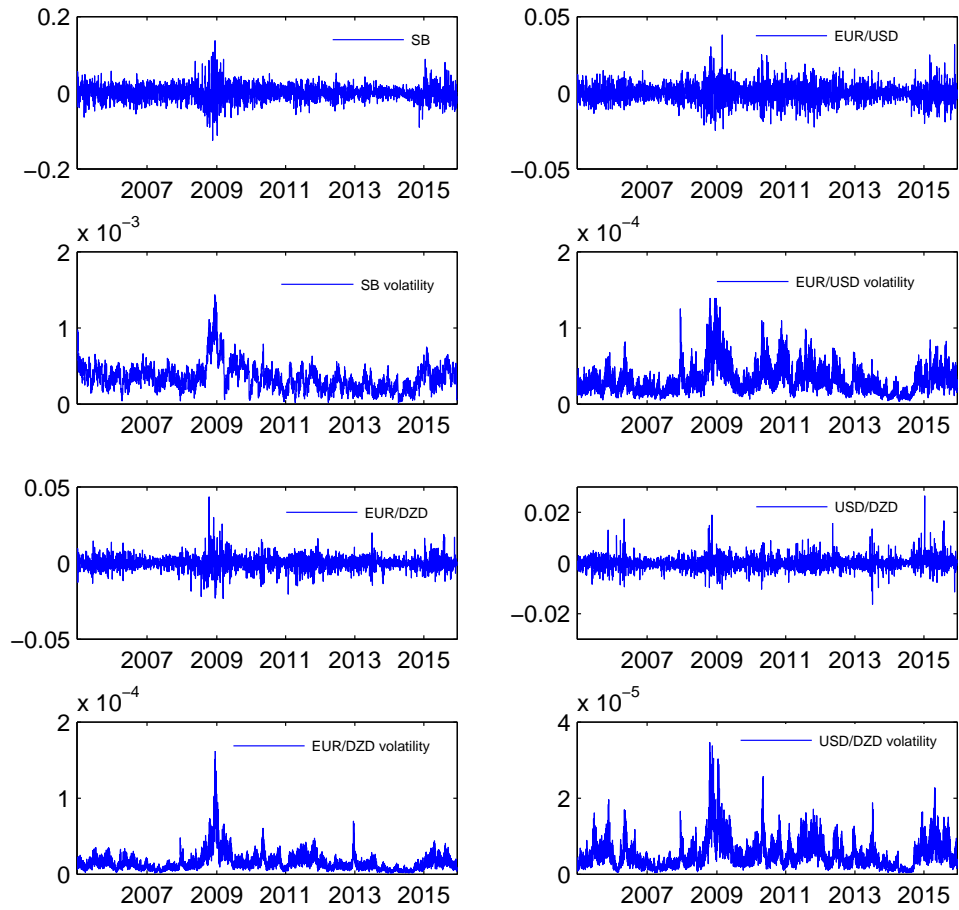 0.2
SB
0
−0.2
2007 2009 2011 2013 2015
0.05
EUR/USD
0
−0.05
2007 2009 2011 2013 2015
x 10−3
2
SB volatility
1
0
2007 2009 2011 2013 2015
x 10−4
2
EUR/USD volatility
1
0
2007 2009 2011 2013 2015
0.05
EUR/DZD
0
−0.05
2007 2009 2011 2013 2015
0.02
USD/DZD
0
−0.02
2007 2009 2011 2013 2015
x 10−4
2
EUR/DZD volatility
1
0
2007 2009 2011 2013 2015
x 10−5
4
USD/DZD volatility
2
0
2007 2009 2011 2013 2015